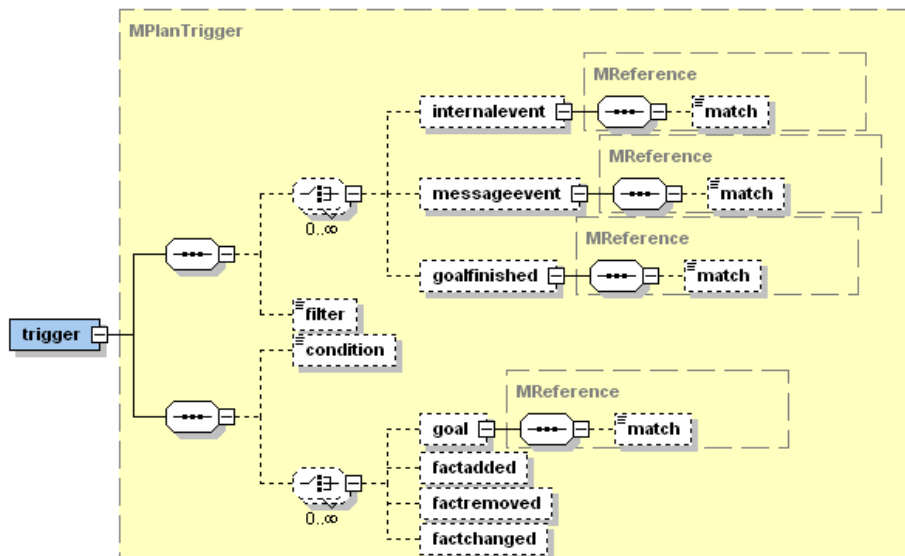 MPlanTrigger
MReference
internalevent
match
MReference
messageevent
match
0..∞
MReference
goalfinished
match
filter
trigger
condition
MReference
goal
match
factadded
factremoved
0..∞
factchanged